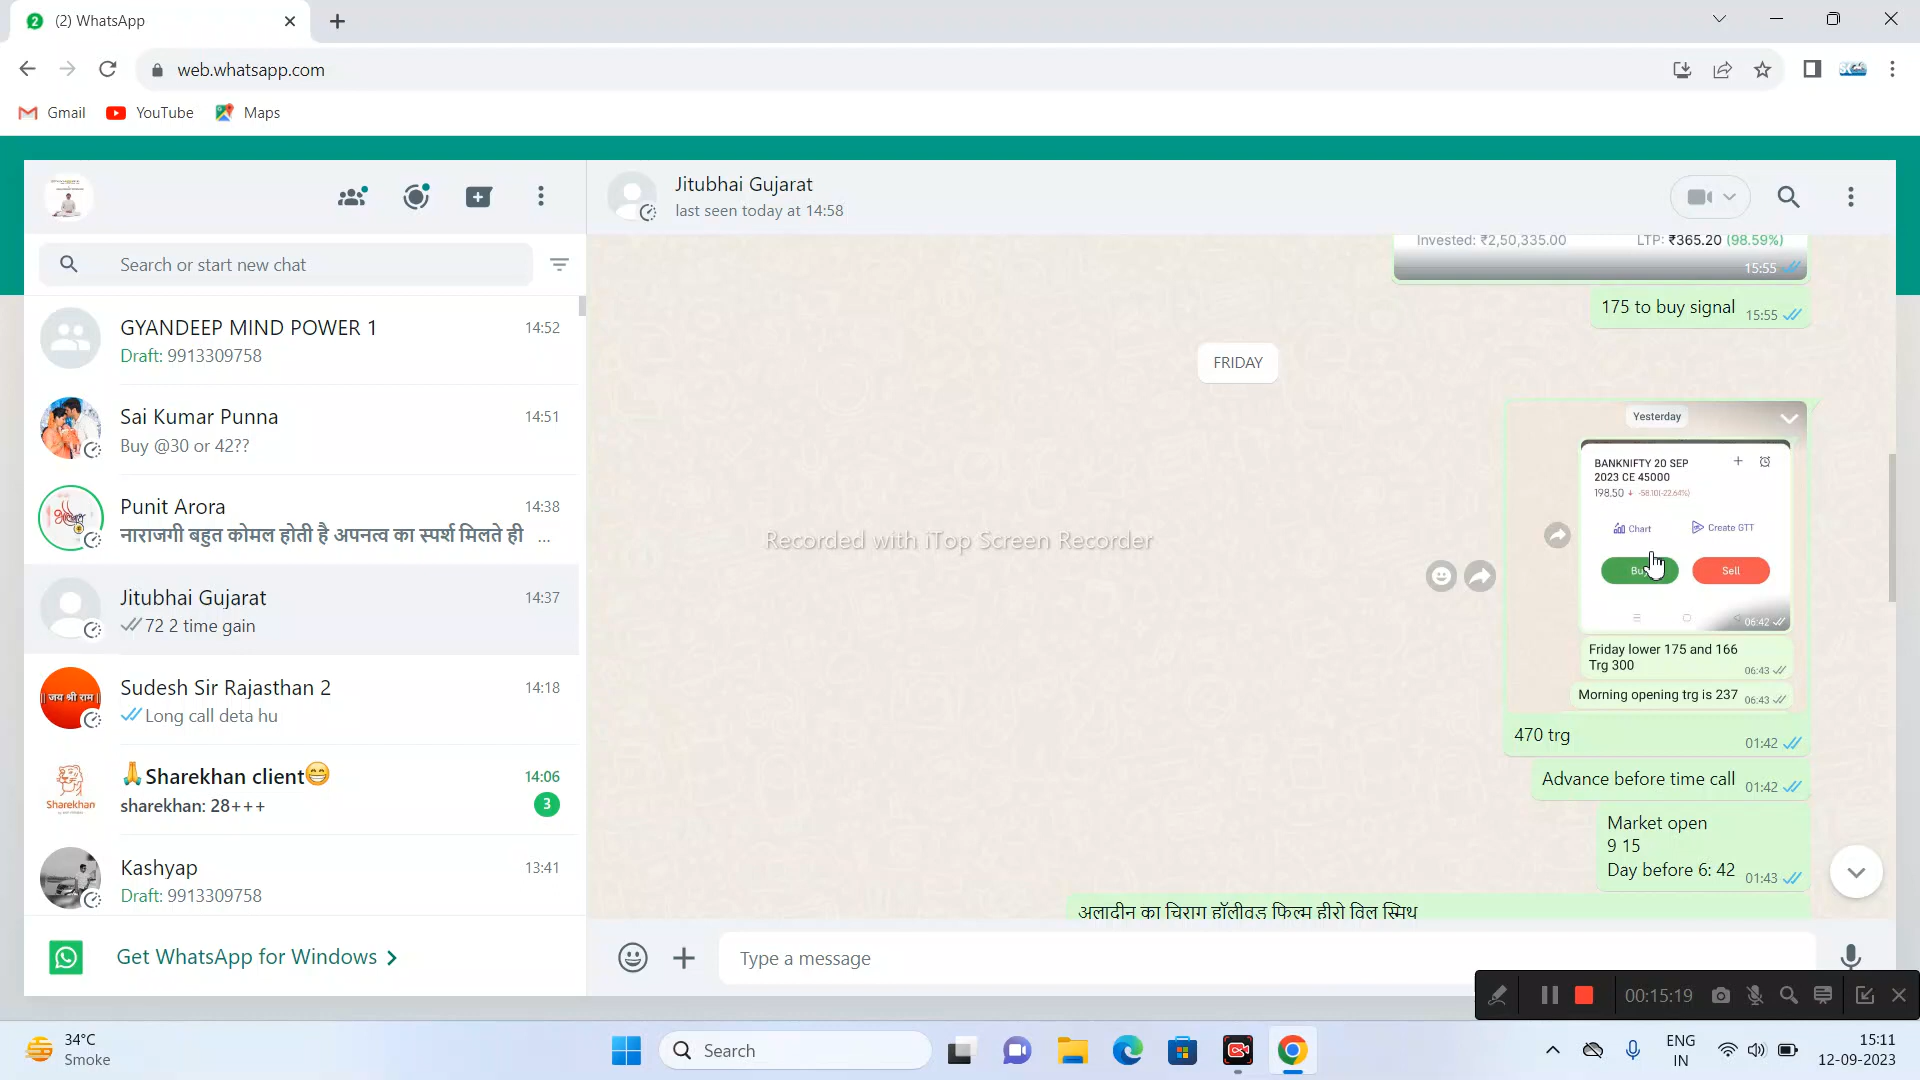 (2) WhatsApp
web.whatsapp.com
Gmail
YouTube
Maps
Search or start new chat
GYANDEEP MIND POWER 1
14:52
Draft: 9913309758
Sai Kumar Punna
14:51
Buy @30 or 42??
Punit Arora
14:38
नाराजगी बहुत कोमल होती है अपनत्व का स्पर्श मिलते ही ...
Jitubhai Gujarat
14:37
72 2 time gain
Sudesh Sir Rajasthan 2
14:18
Long call deta hu
जय श्री राम
Sharekhan client
14:06
sharekhan: 28+++
3
Sharekhan
Kashyap
13:41
Draft: 9913309758
Get WhatsApp for Windows
Jitubhai Gujarat
last seen today at 14:58
Invested: ₹2,50,335.00
LTP: ₹365.20 (98.59%)
15:55
175 to buy signal 15:55
FRIDAY
Yesterday
BANKNIFTY 20 SEP
2023 CE 45000
198.50 -58.10(-22.64%)
Chart
Create GTT
Sell
06:42
Friday lower 175 and 166
Trg 300
06:43
Morning opening trg is 237 06:43
470 trg
01:42
Advance before time call 01:42
Market open
9 15
Day before 6: 42 01:43
अलादीन का चिराग हॉलीवुड फिल्म हीरो विल स्मिथ
Recorded with iTop Screen Recorder
Type a message
00:15:19
34°C
Smoke
Search
ENG
IN
15:11
12-09-2023